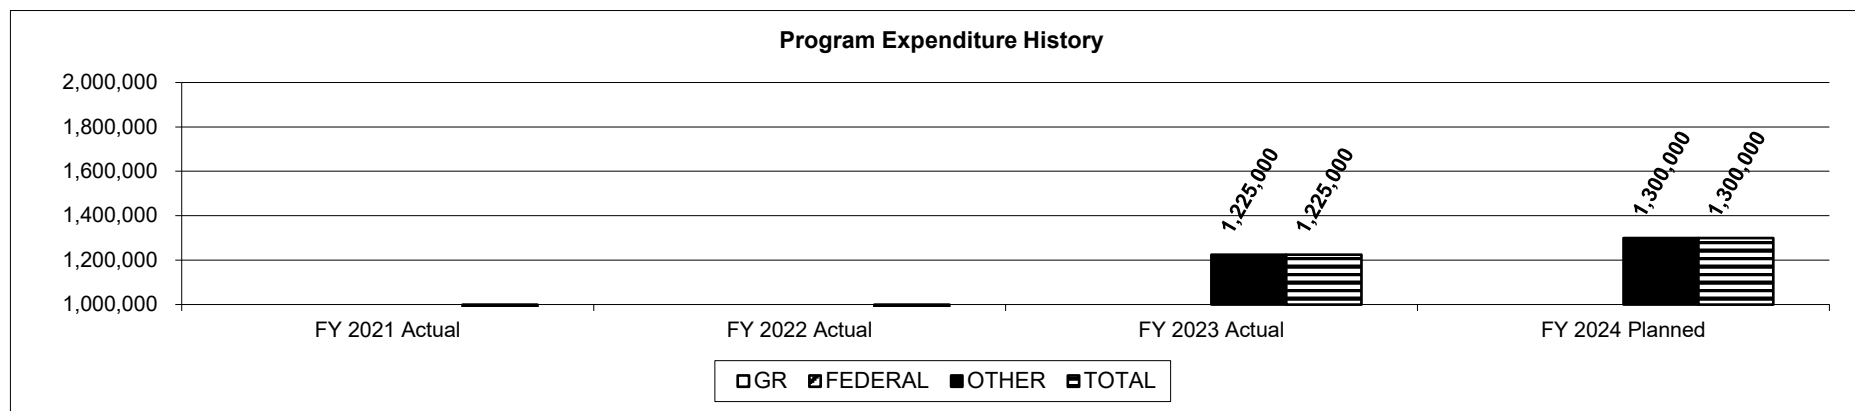 Program Expenditure History
2,000,000
1,800,000
1,600,000
1,400,000
1,200,000
1,000,000
1,225,000
1,225,000
1,300,000
1,300,000
FY 2021 Actual
FY 2022 Actual
FY 2023 Actual
FY 2024 Planned
GR FEDERAL OTHER TOTAL